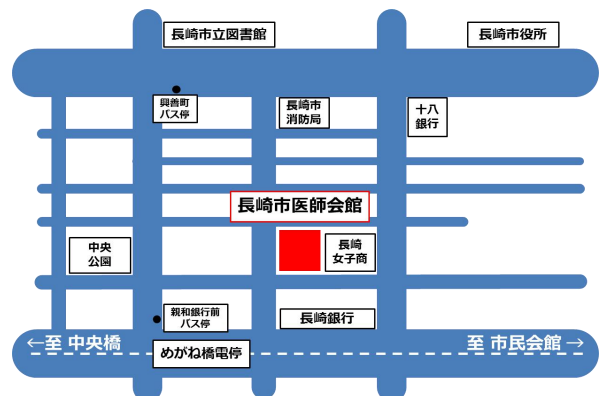 長崎市立図書館
長崎市役所
興善町
バス停
長崎市
消防局
十八
銀行
長崎市医師会館
中央
公園
長崎
女子商
親和銀行前
バス停
長崎銀行
←至 中央橋
めがね橋電停
至 市民会館→